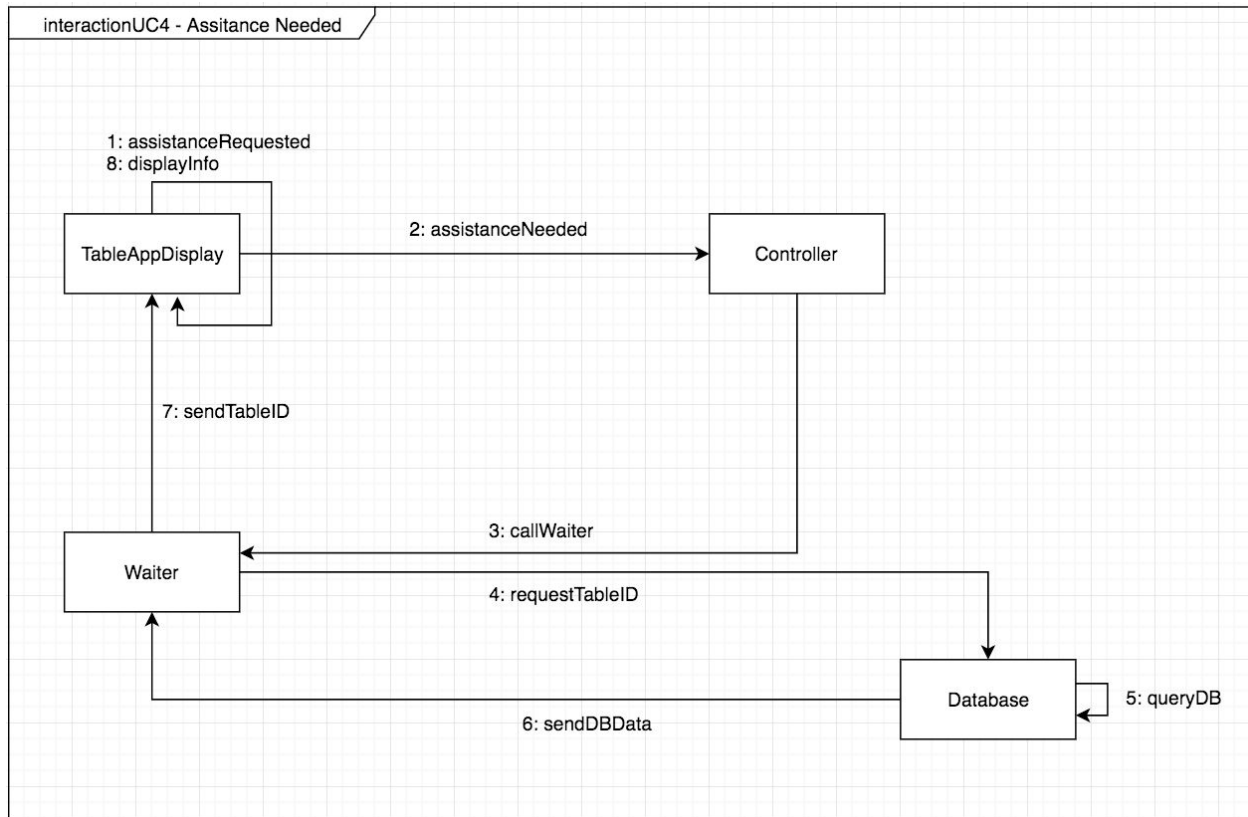 interactionUC4 - Assitance Needed
1: assistanceRequested
8: displayInfo
2: assistanceNeeded
TableAppDisplay
Controller
7: sendTableID
3: callWaiter
Waiter
4: requestTableID
Database
5: queryDB
6: sendDBData